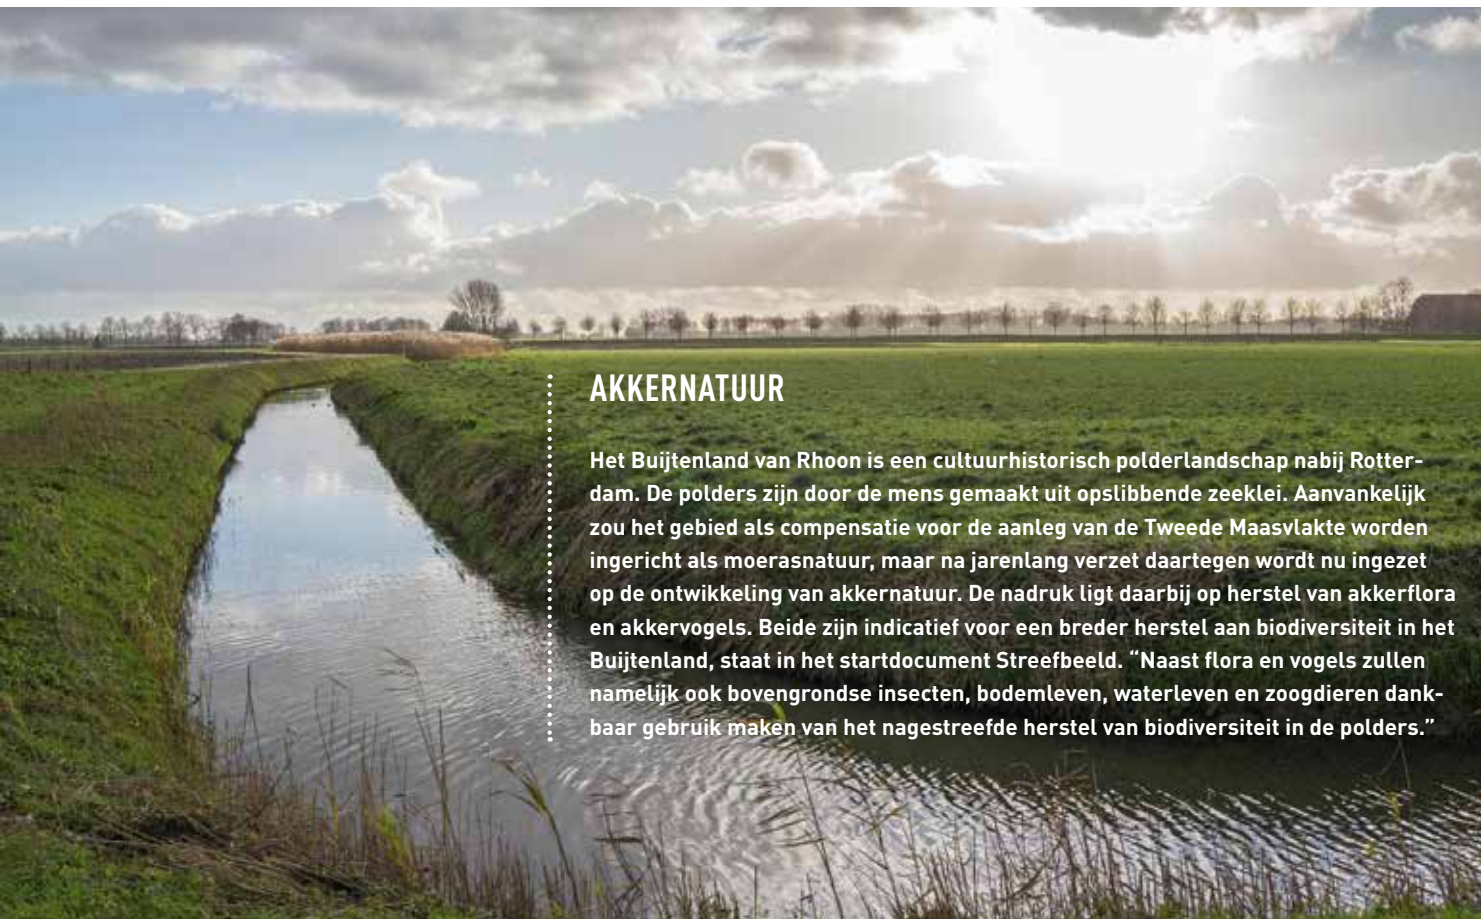 AKKERNATUUR
Het Buijtenland van Rhoon is een cultuurhistorisch polderlandschap nabij Rotter-
dam. De polders zijn door de mens gemaakt uit opslibbende zeeklei. Aanvankelijk
zou het gebied als compensatie voor de aanleg van de Tweede Maasvlakte worden
ingericht als moerasnatuur, maar na jarenlang verzet daartegen wordt nu ingezet
op de ontwikkeling van akkernatuur. De nadruk ligt daarbij op herstel van akkerflora
en akkervogels. Beide zijn indicatief voor een breder herstel aan biodiversiteit in het
Buijtenland, staat in het startdocument Streefbeeld. “Naast flora en vogels zullen
namelijk ook bovengrondse insecten, bodemleven, waterleven en zoogdieren dank-
baar gebruik maken van het nagestreefde herstel van biodiversiteit in de polders.”